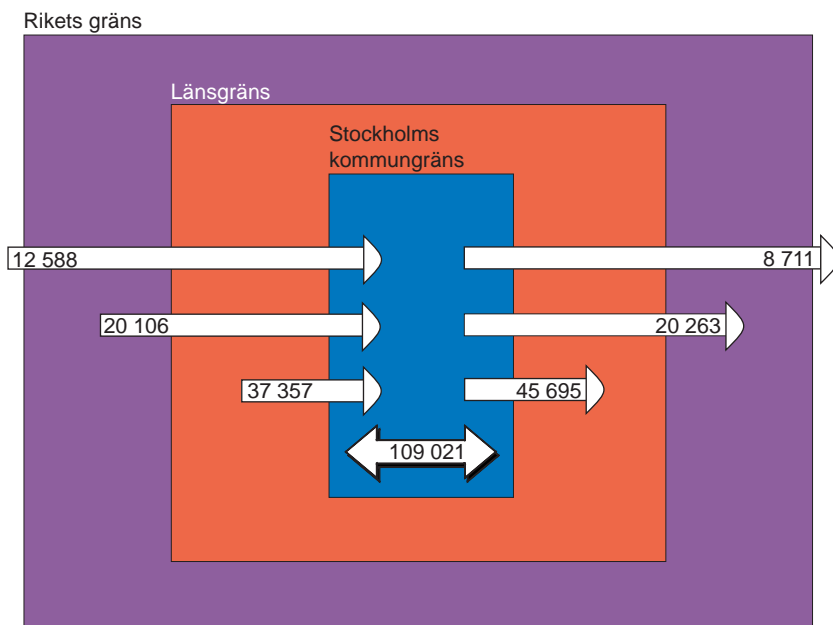 Rikets gräns
Länsgräns
Stockholms
kommungräns
12 588
8 711
20 106
20 263
37 357
45 695
109 021